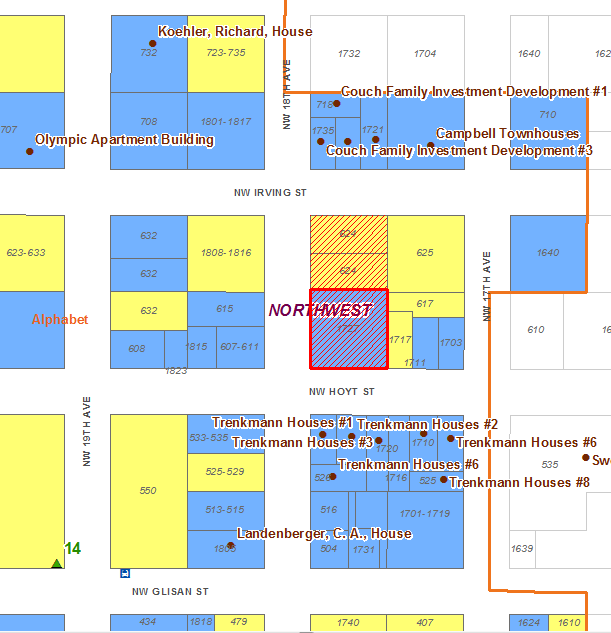 Koehler, Richard, House
732
723-735
1732
1704
1640
162
NW 18TH AVE
Couch Family Investment Development #1
718
707
708
1801-1817
1735
1721
710
Olympic Apartment Building
Campbell Townhouses
Couch Family Investment Development #3
NW IRVING ST
623-633
632
1808-1816
624
625
1640
632
624
NW 17TH AVE
632
615
NORTHWEST
617
Alphabet
1727
610
16
608
1815
607-611
1717
1703
1823
1711
NW HOYT ST
NW 19TH AVE
Trenkmann Houses #1
Trenkmann Houses #2
533-535
Trenkmann Houses #3
1720
1710
Trenkmann Houses #6
525-529
526
Trenkmann Houses #6
1716
525
535
Sw
550
Trenkmann Houses #8
513-515
516
1701-1719
Landenberger, C. A., House
1805
504
1731
1639
14
H
NW GLISAN ST
434
1818
479
1740
407
1624
1610